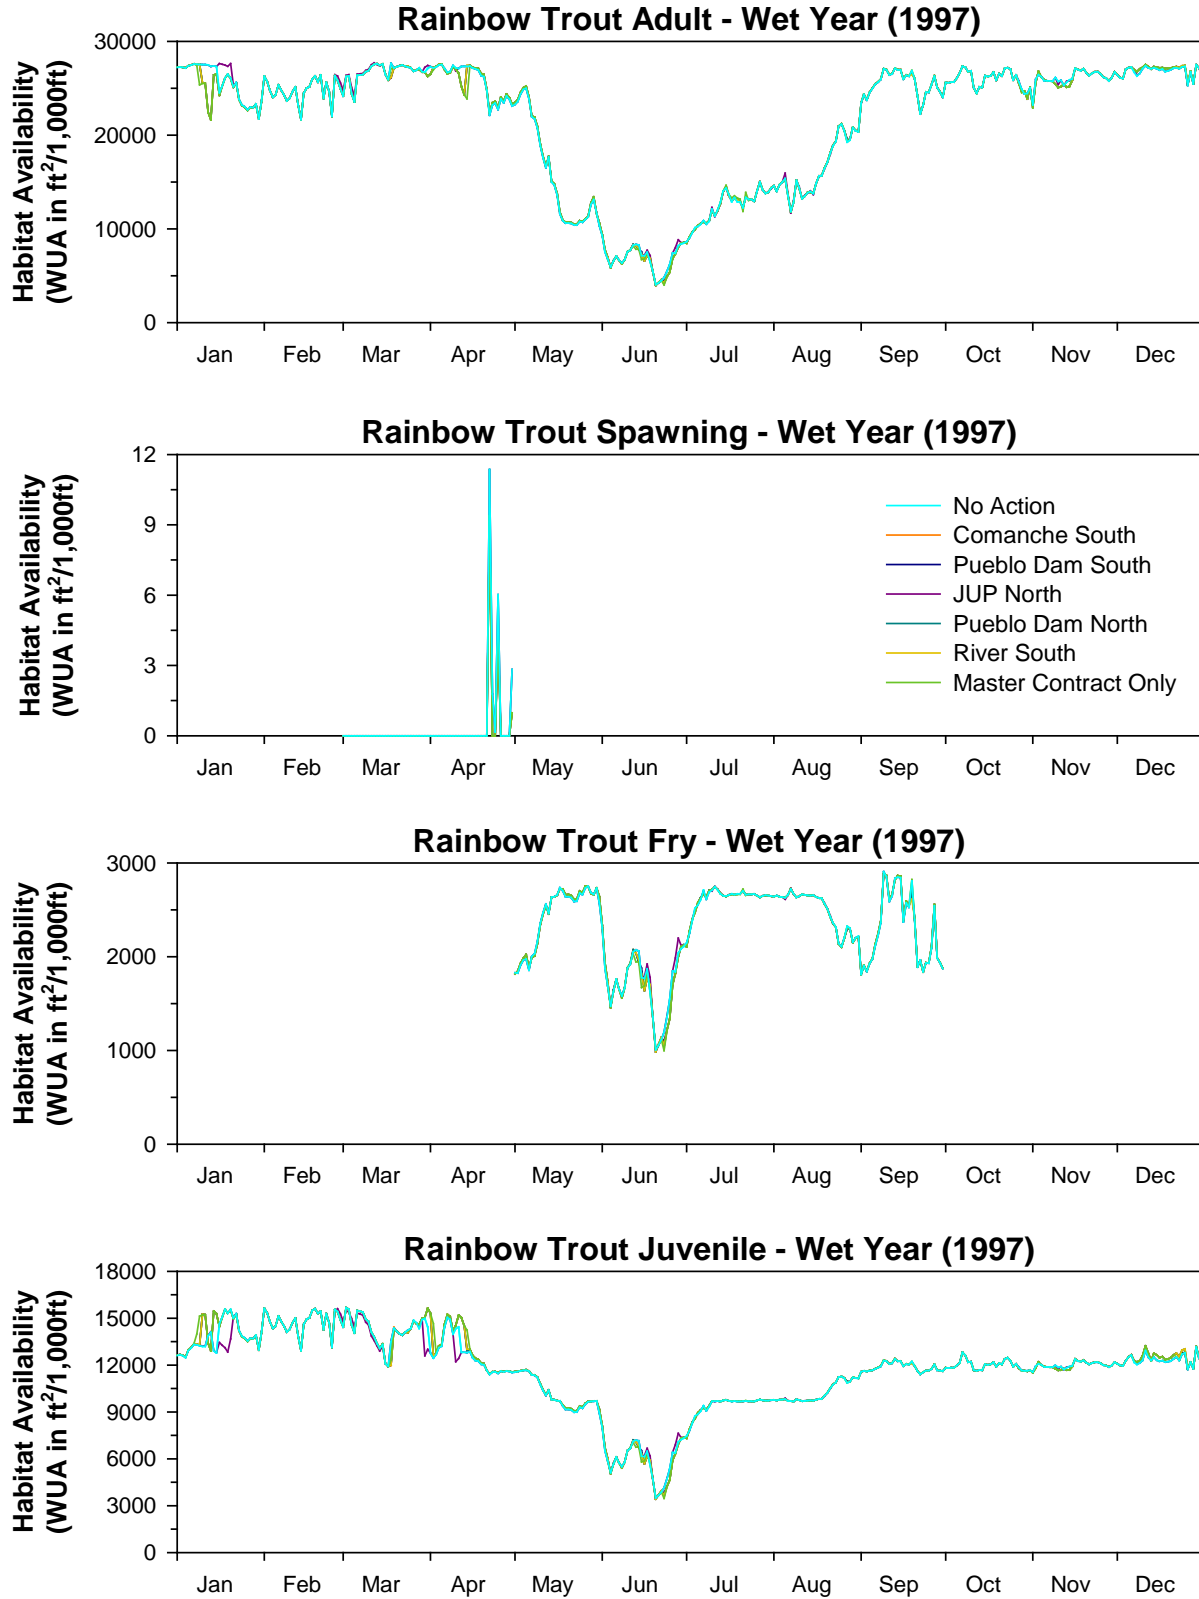 Rainbow Trout Adult - Wet Year (1997)
Habitat Availability
(WUA in ft²/1,000ft)
30000
20000
10000
0
Jan Feb Mar Apr May Jun Jul Aug Sep Oct Nov Dec
Rainbow Trout Spawning - Wet Year (1997)
Habitat Availability
(WUA in ft²/1,000ft)
12
9
6
3
0
No Action
Comanche South
Pueblo Dam South
JUP North
Pueblo Dam North
River South
Master Contract Only
Jan Feb Mar Apr May Jun Jul Aug Sep Oct Nov Dec
Rainbow Trout Fry - Wet Year (1997)
Habitat Availability
(WUA in ft²/1,000ft)
3000
2000
1000
0
Jan Feb Mar Apr May Jun Jul Aug Sep Oct Nov Dec
Rainbow Trout Juvenile - Wet Year (1997)
Habitat Availability
(WUA in ft²/1,000ft)
18000
15000
12000
9000
6000
3000
0
Jan Feb Mar Apr May Jun Jul Aug Sep Oct Nov Dec